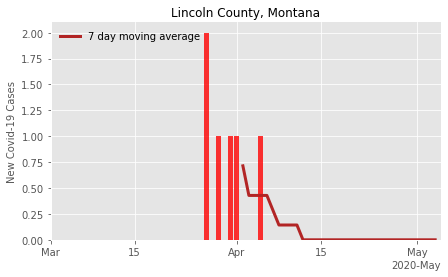 Lincoln County, Montana
7 day moving average
New Covid-19 Cases
2.00
1.75
1.50
1.25
1.00
0.75
0.50
0.25
0.00
Mar
15
Apr
15
May
2020-May